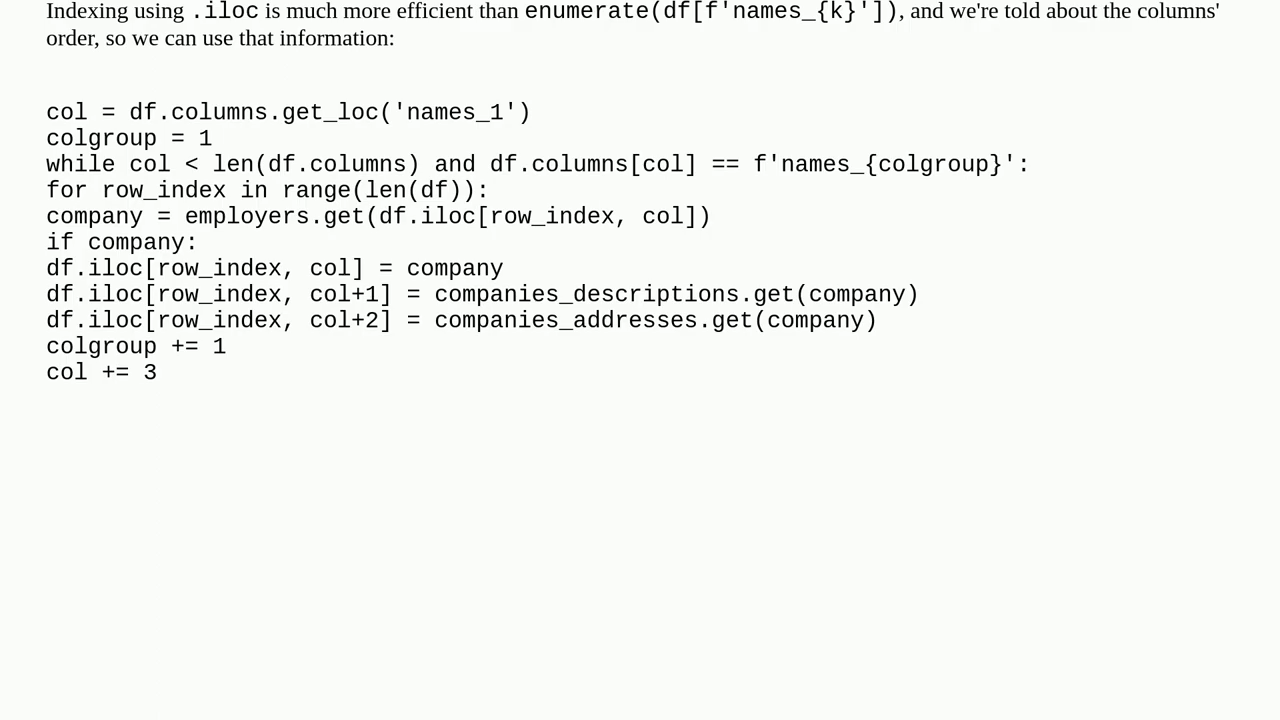 Indexing using .iloc is much more efficient than enumerate(df[f'names_{k}']), and we're told about the columns'
order, so we can use that information:
col = df.columns.get_loc('names_1')
colgroup = 1
while col < len(df.columns) and df.columns[col] == f'names_{colgroup}':
for row_index in range(len(df)):
company = employers.get(df.iloc[row_index, col])
if company:
df.iloc[row_index, col] = company
df.iloc[row_index, col+1] = companies_descriptions.get(company)
df.iloc[row_index, col+2] = companies_addresses.get(company)
colgroup += 1
col += 3